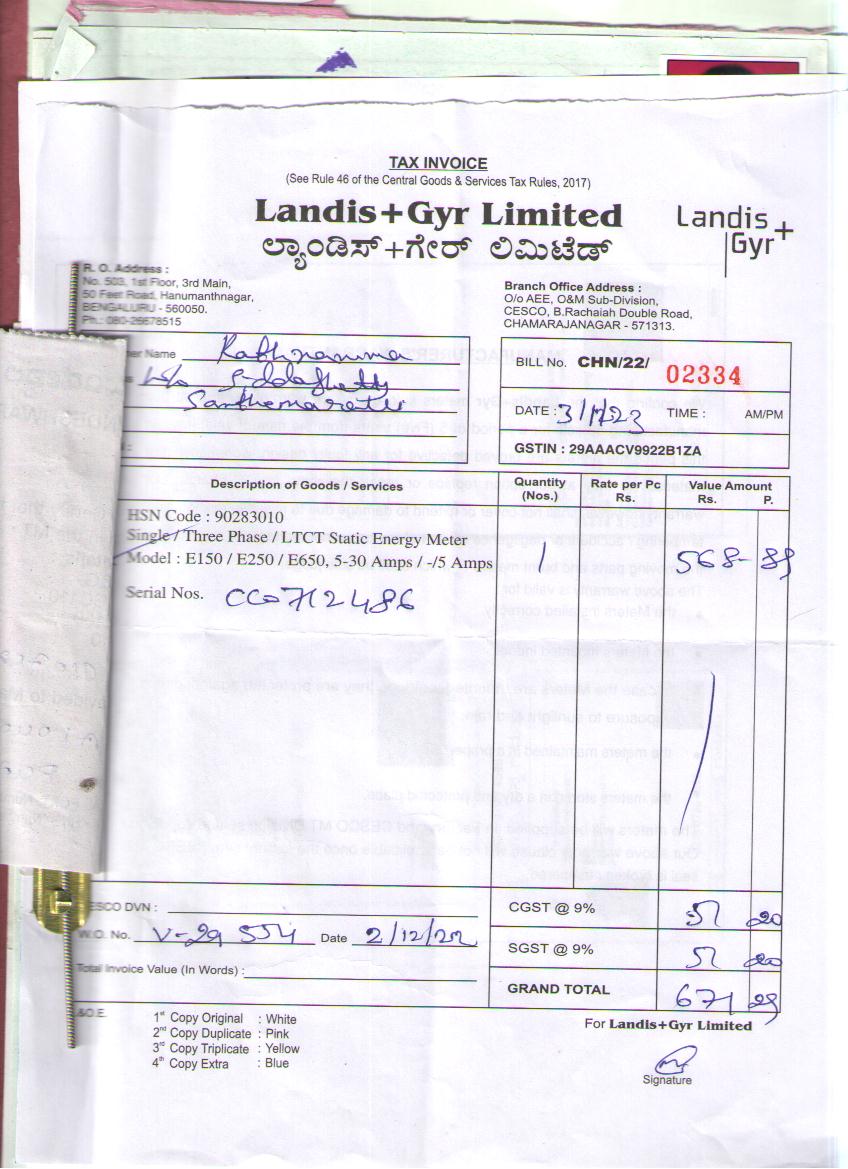 TAX INVOICE
(See Rule 46 of the Central Goods & Services Tax Rules, 2017)
Landis+Gyr Limited
ಲ್ಯಾಂಡಿಸ್+ಗೇರ್ ಲಿಮಿಟೆಡ್
Landis+
Gyr
R. O. Address :
No. 503, 1st Floor, 3rd Main,
50 Feet Road, Hanumanthnagar,
BENGALURU - 560050.
Ph.: 080-26678515
Branch Office Address :
O/o AEE, O&M Sub-Division,
CESCO, B.Rachaiah Double Road,
CHAMARAJANAGAR - 571313.
Name
BILL No. CHN/22/ 02334
DATE : TIME : AM/PM
GSTIN : 29AAACV9922B1ZA
Description of Goods / Services
Quantity (Nos.)
Rate per Pc Rs.
Value Amount Rs. P.
HSN Code : 90283010
Single / Three Phase / LTCT Static Energy Meter
Model : E150 / E250 / E650, 5-30 Amps / -/5 Amps
1 568-89
Serial Nos. CG-712486
CGST @ 9% 51 20
SGST @ 9% 51 20
GRAND TOTAL 671 29
DVN :
W.O. No. V-29 554 Date 2/12/22
Total Invoice Value (In Words) :
1st Copy Original : White
2nd Copy Duplicate : Pink
3rd Copy Triplicate : Yellow
4th Copy Extra : Blue
For Landis+Gyr Limited
Signature